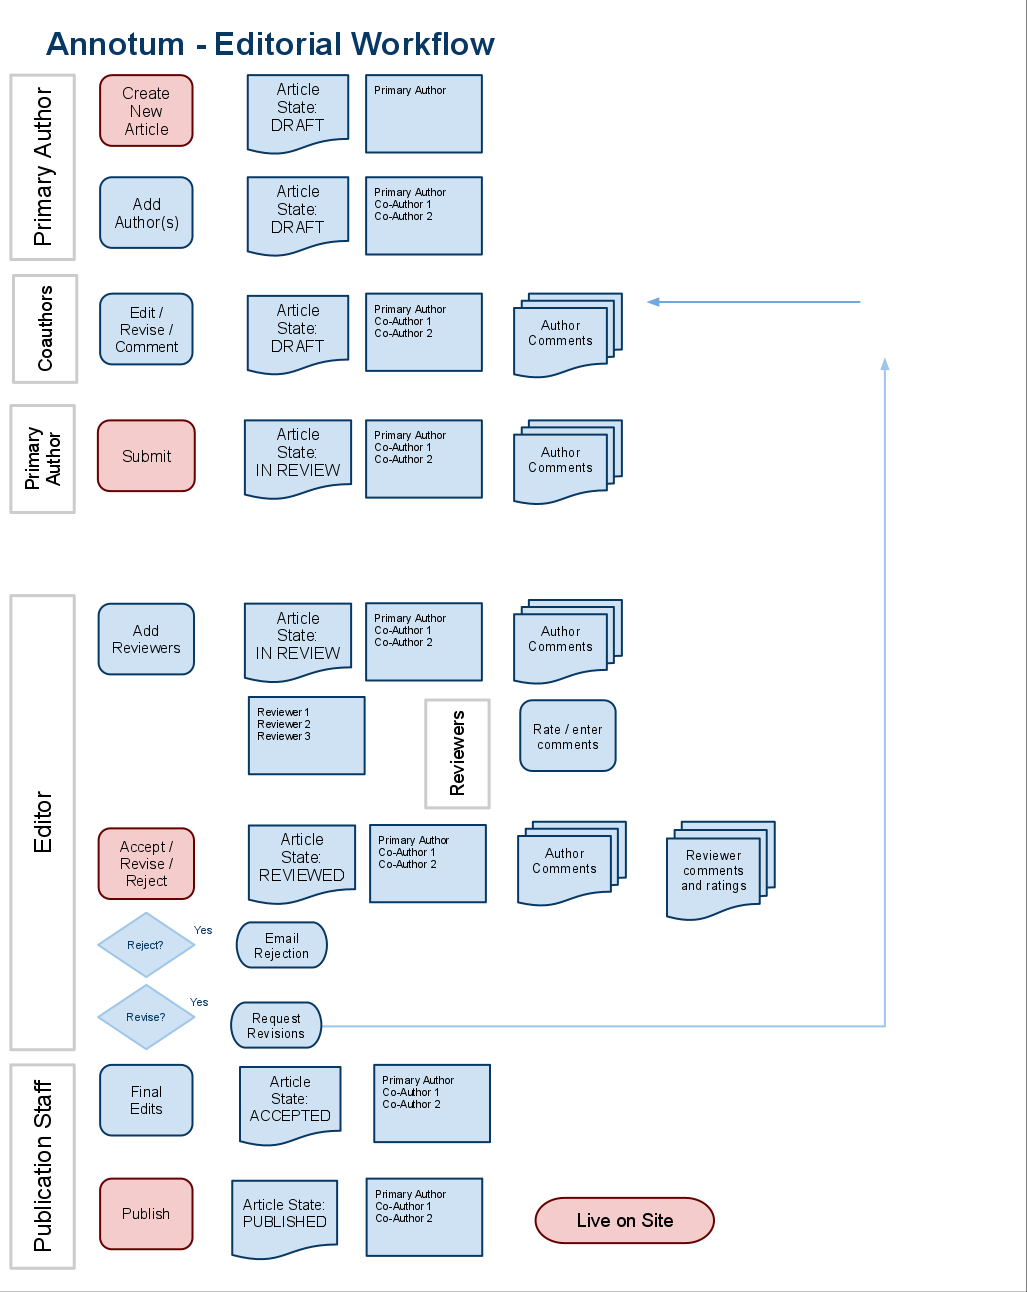 Annotum - Editorial Workflow
Primary Author
Create
New
Article
Article
State:
DRAFT
Primary Author
Add
Author(s)
Article
State:
DRAFT
Primary Author
Co-Author 1
Co-Author 2
Coauthors
Edit /
Revise /
Comment
Article
State:
DRAFT
Primary Author
Co-Author 1
Co-Author 2
Author
Comments
Primary
Author
Submit
Article
State:
IN REVIEW
Primary Author
Co-Author 1
Co-Author 2
Author
Comments
Editor
Add
Reviewers
Article
State:
IN REVIEW
Primary Author
Co-Author 1
Co-Author 2
Author
Comments
Reviewer 1
Reviewer 2
Reviewer 3
Reviewers
Rate / enter
comments
Accept /
Revise /
Reject
Article
State:
REVIEWED
Primary Author
Co-Author 1
Co-Author 2
Author
Comments
Reviewer
comments
and ratings
Reject?
Yes
Email
Rejection
Revise?
Yes
Request
Revisions
Publication Staff
Final
Edits
Article
State:
ACCEPTED
Primary Author
Co-Author 1
Co-Author 2
Publish
Article State:
PUBLISHED
Primary Author
Co-Author 1
Co-Author 2
Live on Site